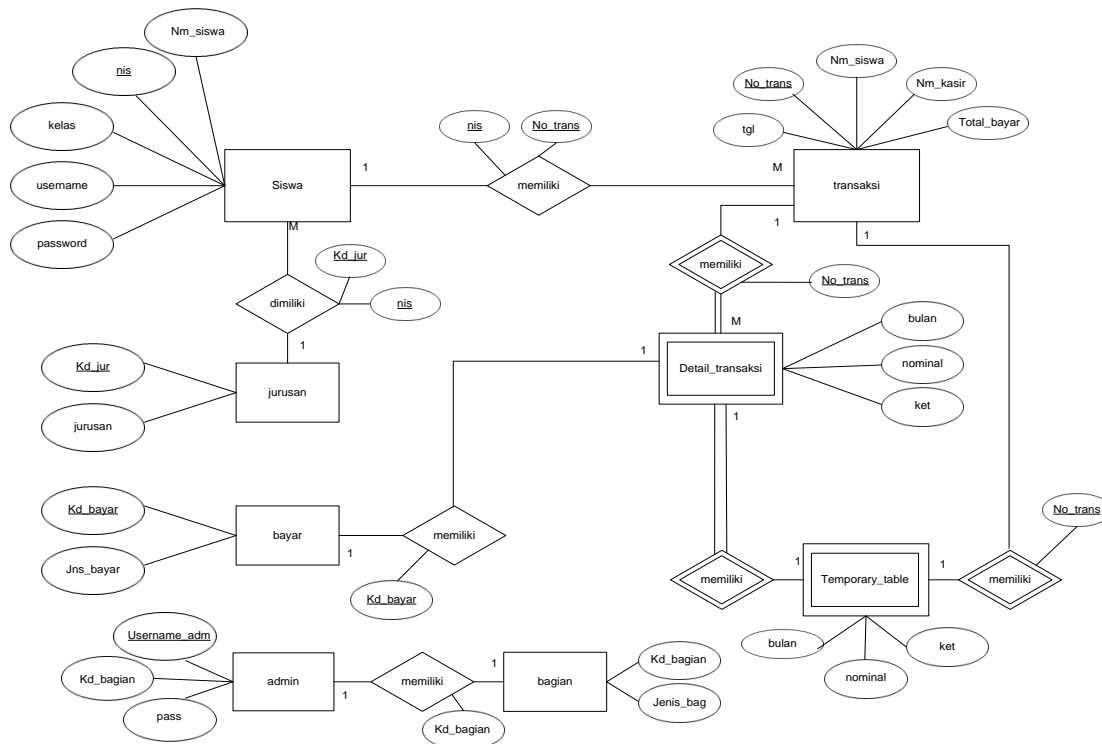 Nm_siswa
nis
kelas
username
password
Siswa
1
nis
No_trans
memiliki
M
No_trans
Nm_siswa
Nm_kasir
tgl
Total_bayar
transaksi
1
1
M
Kd_jur
dimiliki
nis
1
Kd_jur
jurusan
jurusan
memiliki
No_trans
M
1
Detail_transaksi
bulan
nominal
ket
1
Kd_bayar
bayar
Jns_bayar
1
memiliki
Kd_bayar
memiliki
1
Temporary_table
1
memiliki
No_trans
bulan
nominal
ket
Username_adm
Kd_bagian
pass
admin
1
memiliki
Kd_bagian
1
bagian
Kd_bagian
Jenis_bag